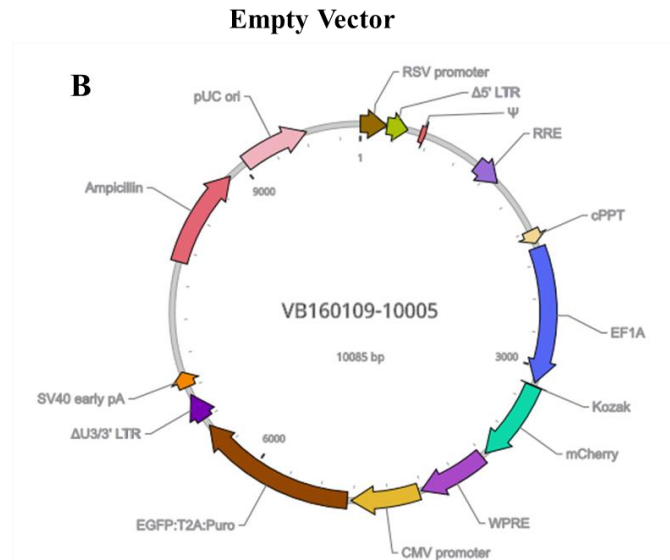 Empty Vector
B
RSV promoter
Δ5' LTR
Ψ
RRE
cPPT
EF1A
Kozak
mCherry
WPRE
CMV promoter
EGFP:T2A:Puro
ΔU3/3' LTR
SV40 early pA
Ampicillin
pUC ori
1
3000
6000
9000
VB160109-10005
10085 bp